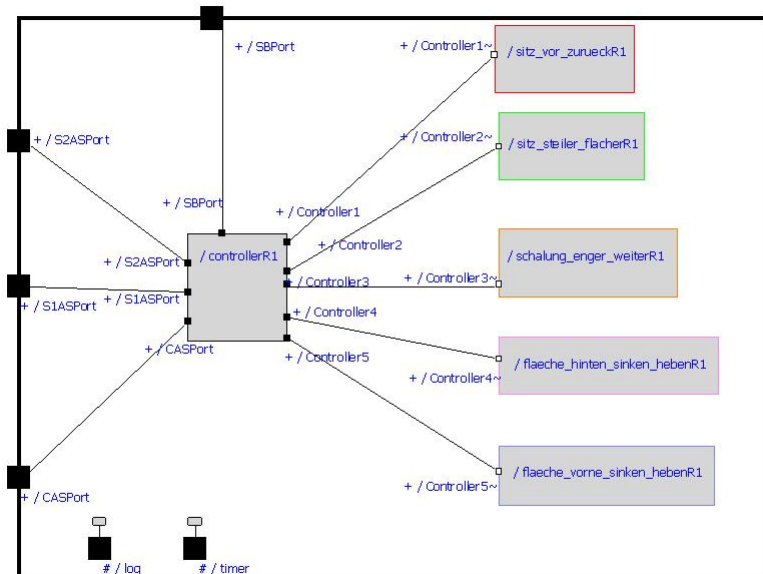 + / SBPort
+ / Controller1~
/ sitz_vor_zurueckR1
+ / S2ASPort
+ / Controller2~
/ sitz_steiler_flacherR1
+ / SBPort
+ / Controller1
+ / Controller2
/ controllerR1
+ / S2ASPort
+ / Controller3
+ / Controller3~
/ schalung_enger_weiterR1
+ / S1ASPort
+ / S1ASPort
+ / Controller4
+ / CASPort
+ / Controller5
/ flaeche_hinten_sinken_hebenR1
+ / Controller4~
/ flaeche_vorne_sinken_hebenR1
+ / Controller5~
+ / CASPort
# / log
# / timer